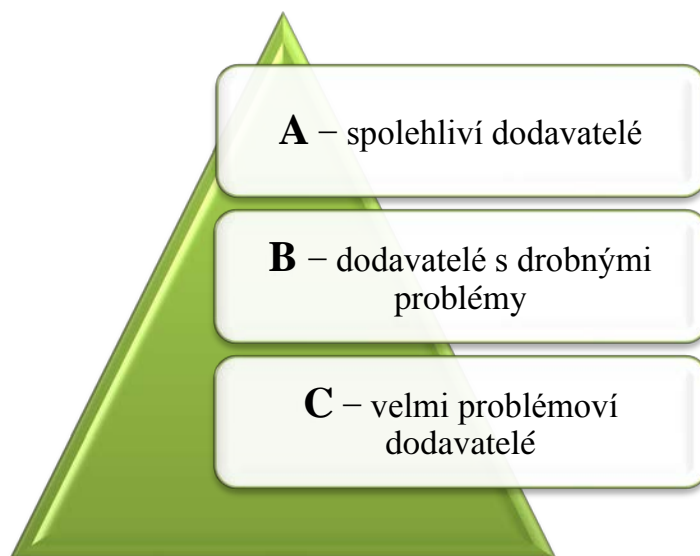 A − spolehliví dodavatelé
B − dodavatelé s drobnými
problémy
C − velmi problémoví
dodavatelé